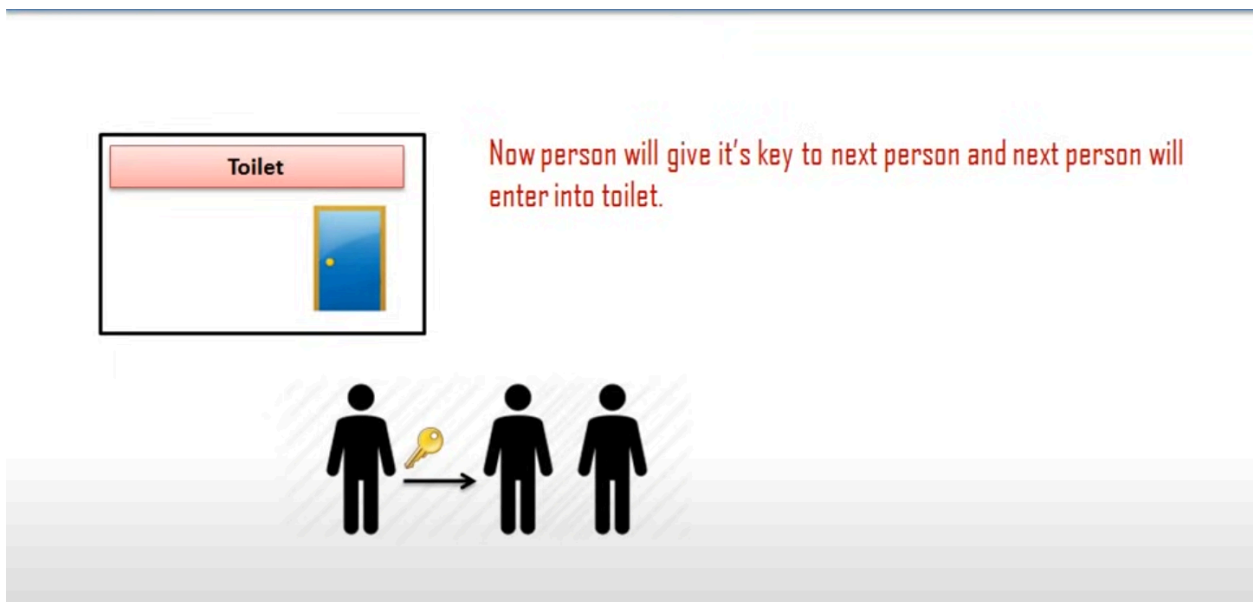 Toilet
Now person will give it's key to next person and next person will
enter into toilet.